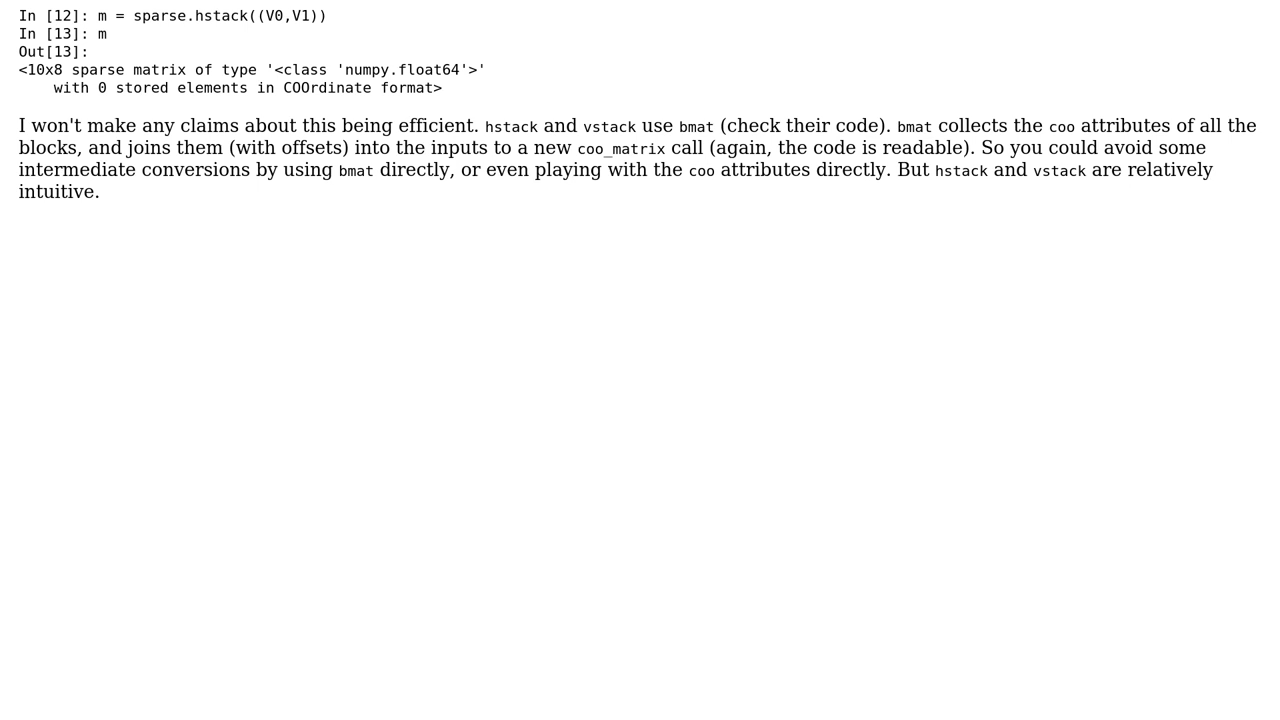 In [12]: m = sparse.hstack((V0,V1))
In [13]: m
Out[13]:
<10x8 sparse matrix of type '<class 'numpy.float64'>'
    with 0 stored elements in COOrdinate format>
I won't make any claims about this being efficient. hstack and vstack use bmat (check their code). bmat collects the coo attributes of all the
blocks, and joins them (with offsets) into the inputs to a new coo_matrix call (again, the code is readable). So you could avoid some
intermediate conversions by using bmat directly, or even playing with the coo attributes directly. But hstack and vstack are relatively
intuitive.